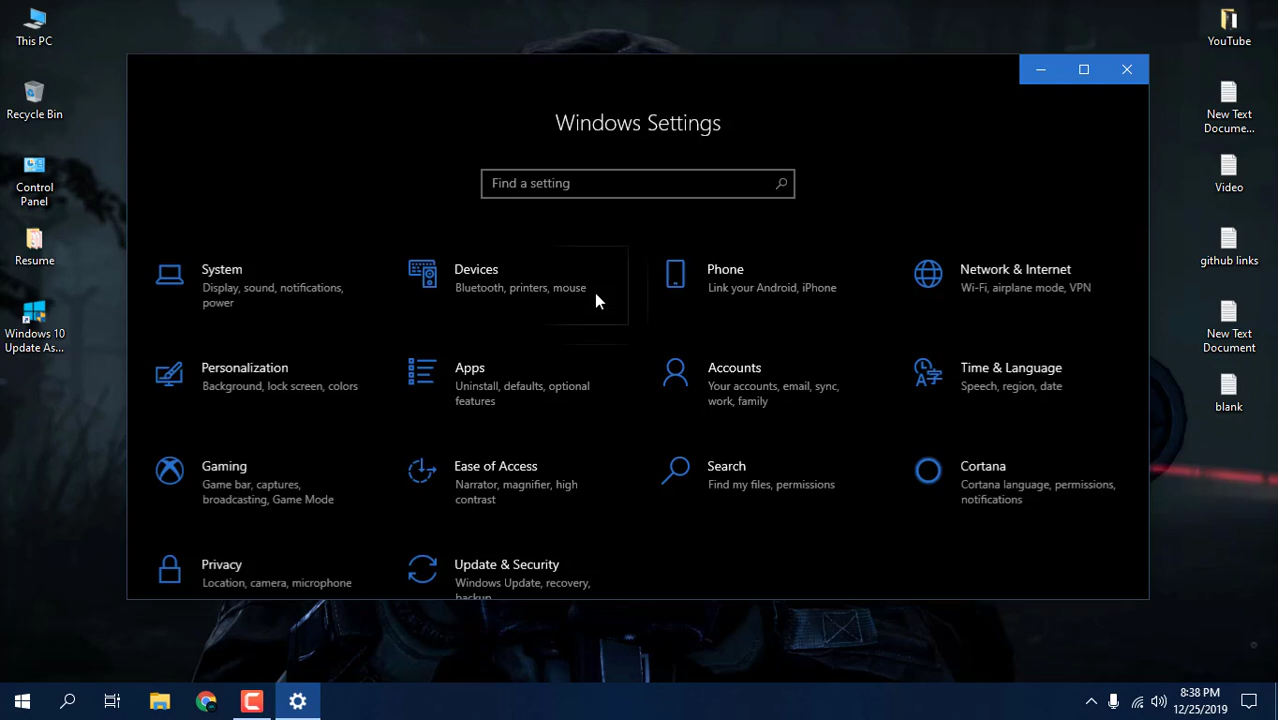 This PC
Recycle Bin
Control
Panel
Resume
Windows 10
Update As...
Windows Settings
Find a setting
System
Display, sound, notifications,
power
Devices
Bluetooth, printers, mouse
Phone
Link your Android, iPhone
Network & Internet
Wi-Fi, airplane mode, VPN
Personalization
Background, lock screen, colors
Apps
Uninstall, defaults, optional
features
Accounts
Your accounts, email, sync,
work, family
Time & Language
Speech, region, date
Gaming
Game bar, captures,
broadcasting, Game Mode
Ease of Access
Narrator, magnifier, high
contrast
Search
Find my files, permissions
Cortana
Cortana language, permissions,
notifications
Privacy
Location, camera, microphone
Update & Security
Windows Update, recovery,
backup
YouTube
New Text
Docume...
Video
github links
New Text
Document
blank
8:38 PM
12/25/2019